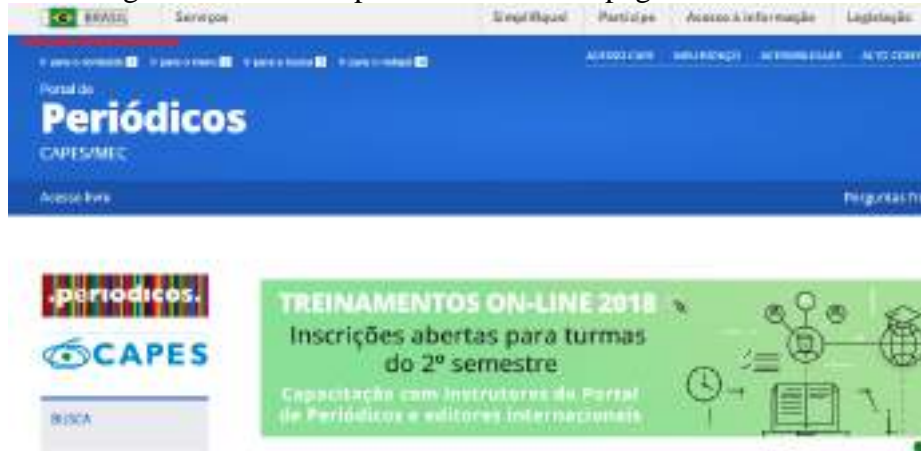 BRASIL Serviços Simplifique! Participe Acesso à informação Legislação
Portal de
Periódicos
CAPES/MEC
Acesso livre
.periodicos.
CAPES
BUSCA
TREINAMENTOS ON-LINE 2018
Inscrições abertas para turmas
do 2º semestre
Capacitação com instrutores do Portal
de Periódicos e editores internacionais